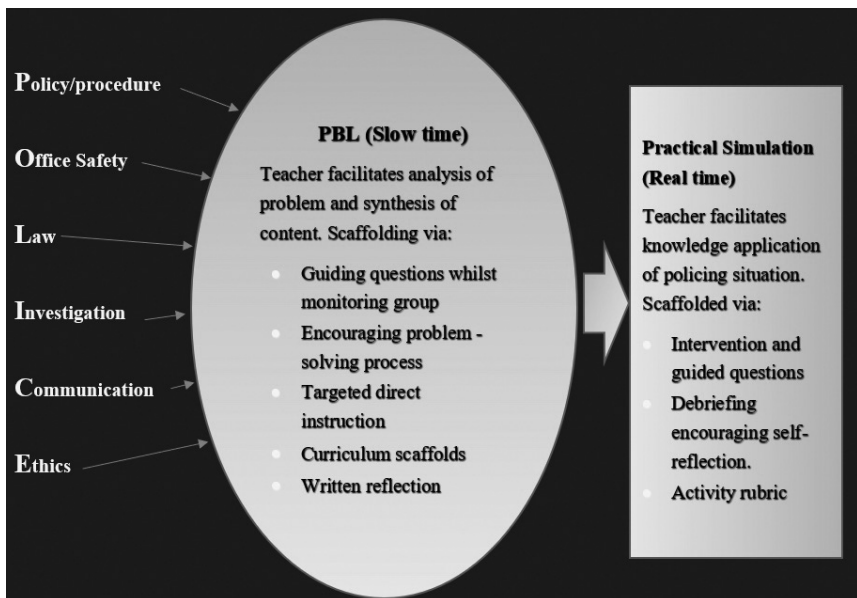 Policy/procedure
Office Safety
Law
Investigation
Communication
Ethics
PBL (Slow time)
Teacher facilitates analysis of
problem and synthesis of
content. Scaffolding via:
Guiding questions whilst
monitoring group
Encouraging problem -
solving process
Targeted direct
instruction
Curriculum scaffolds
Written reflection
Practical Simulation
(Real time)
Teacher facilitates
knowledge application
of policing situation.
Scaffolded via:
Intervention and
guided questions
Debriefing
encouraging self-
reflection.
Activity rubric